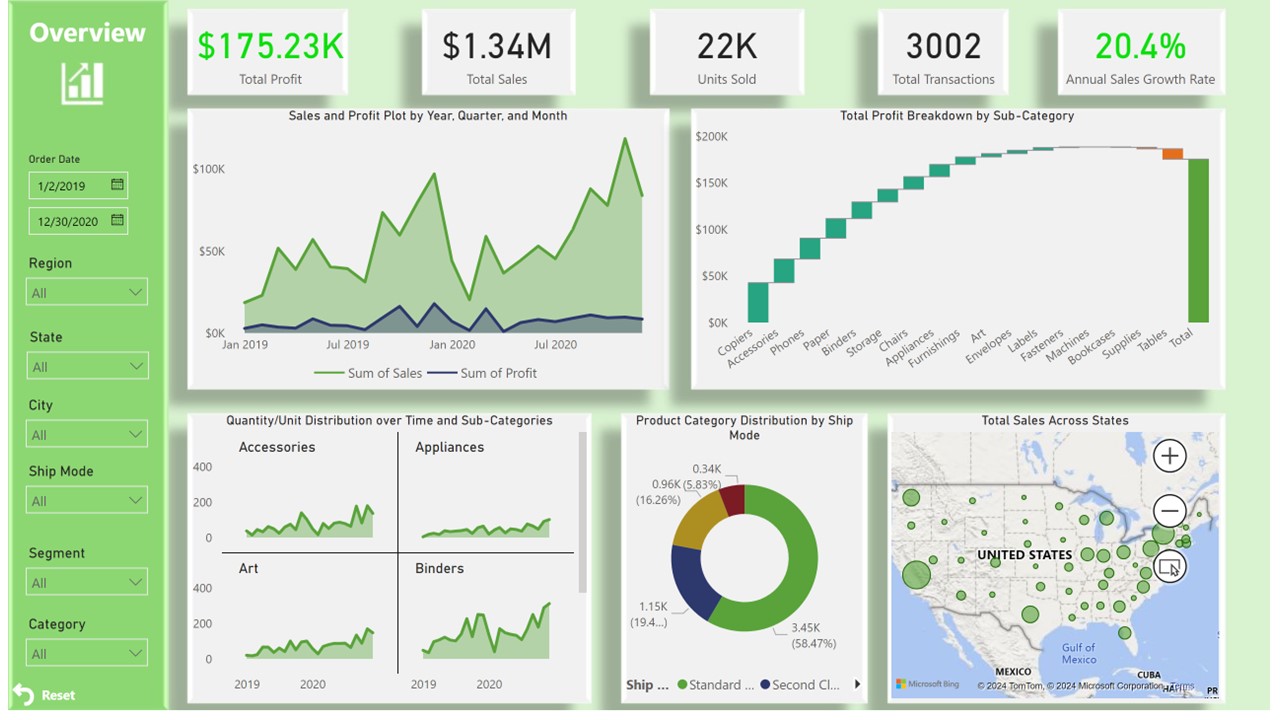 Overview
Order Date
1/2/2019
12/30/2020
Region
All
State
All
City
All
Ship Mode
All
Segment
All
Category
All
Reset
$175.23K
Total Profit
$1.34M
Total Sales
22K
Units Sold
3002
Total Transactions
20.4%
Annual Sales Growth Rate
Sales and Profit Plot by Year, Quarter, and Month
$100K
$50K
$0K
Jan 2019
Jul 2019
Jan 2020
Jul 2020
Sum of Sales
Sum of Profit
Total Profit Breakdown by Sub-Category
$200K
$150K
$100K
$50K
$0K
Copiers
Accessories
Phones
Paper
Binders
Storage
Chairs
Appliances
Furnishings
Art
Envelopes
Labels
Fasteners
Machines
Bookcases
Supplies
Tables
Total
Quantity/Unit Distribution over Time and Sub-Categories
Accessories
Appliances
400
200
0
Art
Binders
400
200
0
2019
2020
2019
2020
Product Category Distribution by Ship
Mode
0.34K
(5.83%)
0.96K
(16.26%)
1.15K
(19.4...)
3.45K
(58.47%)
Ship ...
Standard ...
Second Cl...
Total Sales Across States
UNITED STATES
Gulf of
Mexico
MEXICO
CUBA
HAITI
PR
Microsoft Bing
© 2024 TomTom, © 2024 Microsoft Corporation, Terms